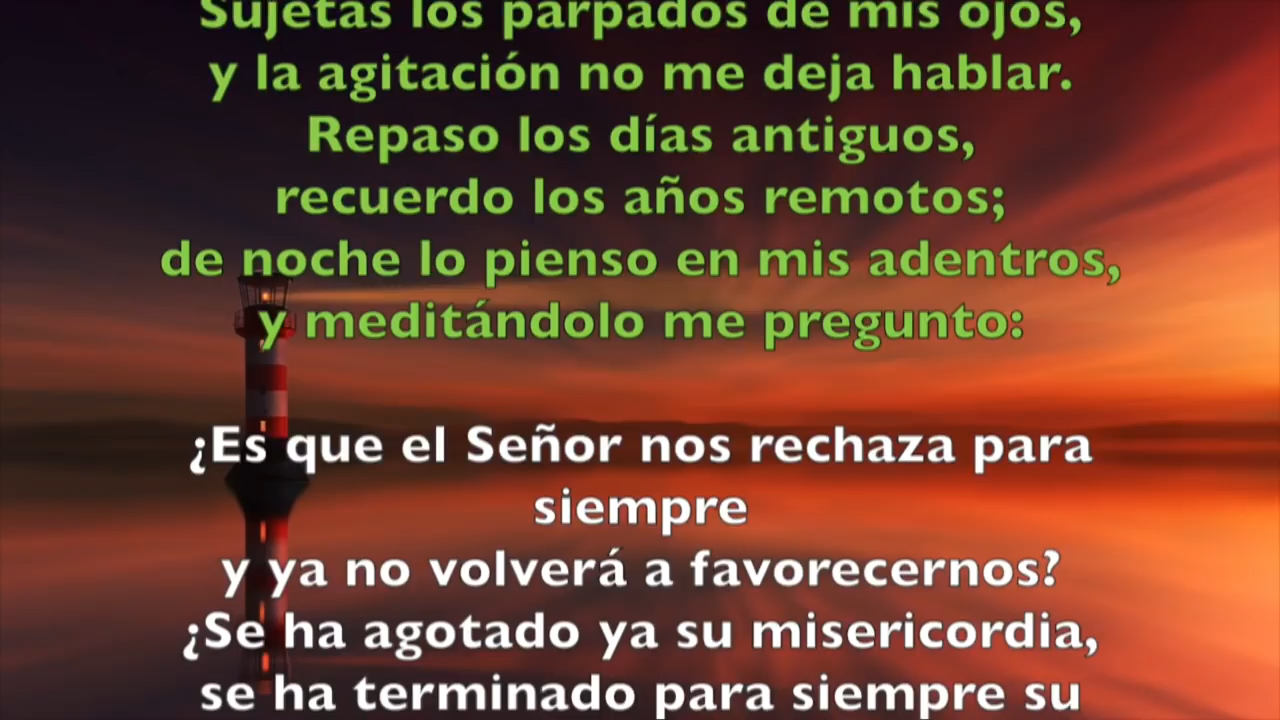 Sujetas los párpados de mis ojos,
y la agitación no me deja hablar.
Repaso los días antiguos,
recuerdo los años remotos;
de noche lo pienso en mis adentros,
y meditándolo me pregunto:
¿Es que el Señor nos rechaza para
siempre
y ya no volverá a favorecernos?
¿Se ha agotado ya su misericordia,
se ha terminado para siempre su